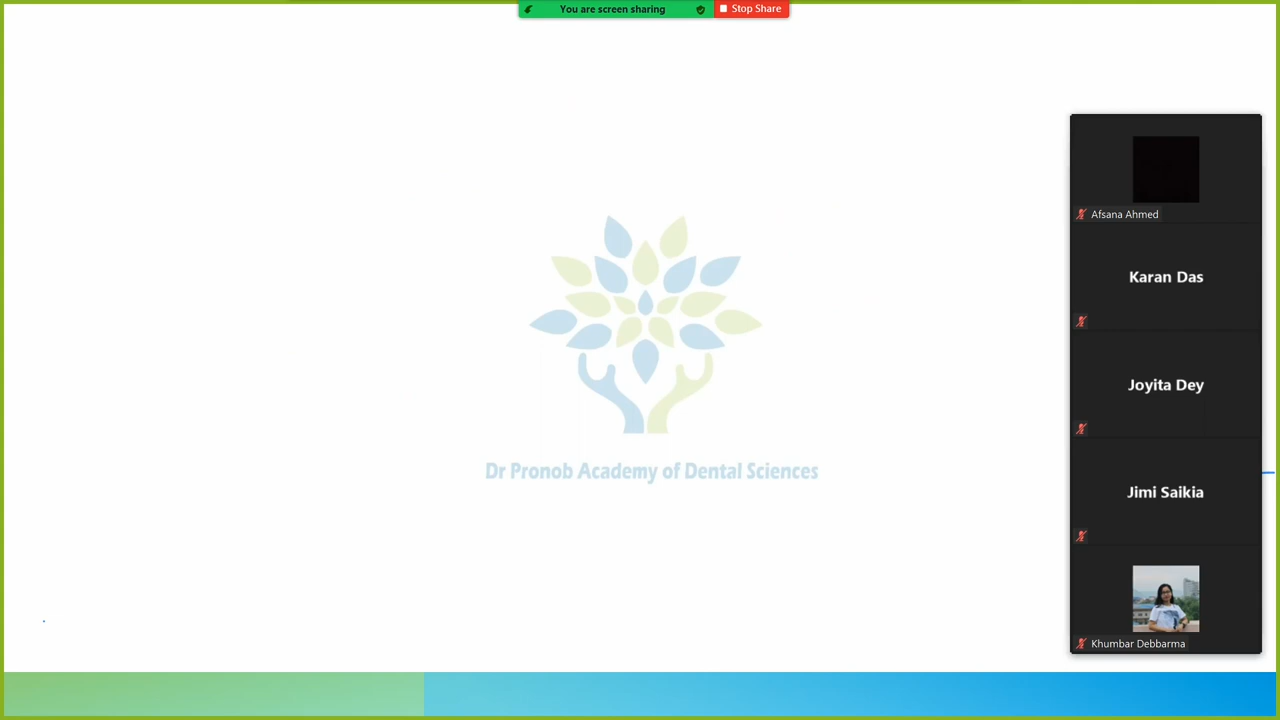 You are screen sharing
Stop Share
Afsana Ahmed
Karan Das
Joyita Dey
Jimi Saikia
Khumbar Debbarma
Dr Pronob Academy of Dental Sciences